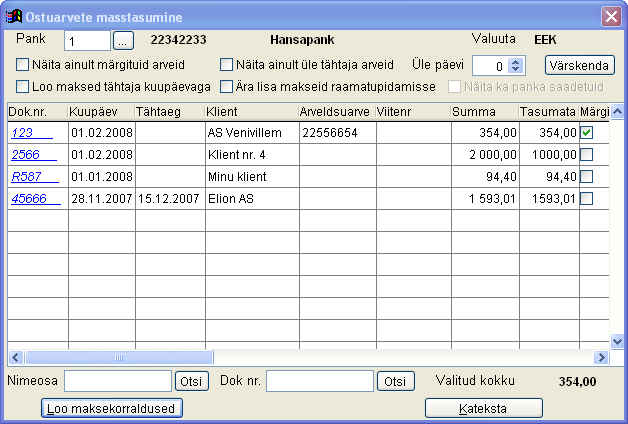 Ostuarvete masstasumine
Pank 1 ... 22342233 Hansapank Valuuta EEK
Näita ainult märgituid arveid Näita ainult üle tähtaja arveid Üle päevi 0 Värskenda
Loo maksed tähtaja kuupäevaga Ära lisa makseid raamatupidamisse Näita ka panka saadetuid
Dok.nr. Kuupäev Tähtaeg Klient Arveldsuarve Viitenr Summa Tasumata Märgi
123 01.02.2008 AS Venivillem 22556654 354,00 354,00
2566 01.02.2008 Klient nr. 4 2 000,00 1000,00
R587 01.01.2008 Minu klient 94,40 94,40
45666 28.11.2007 15.12.2007 Elion AS 1 593,01 1593,01
Nimeosa Otsi Dok nr. Otsi Valitud kokku 354,00
Loo maksekorraldused Kateksta